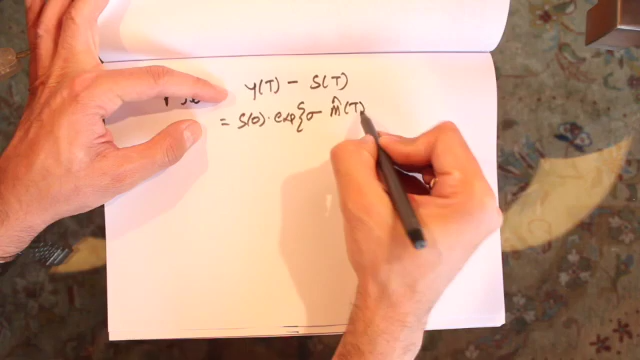 Y(T) - S(T)
= S(0)·exp{σ M̂(T)